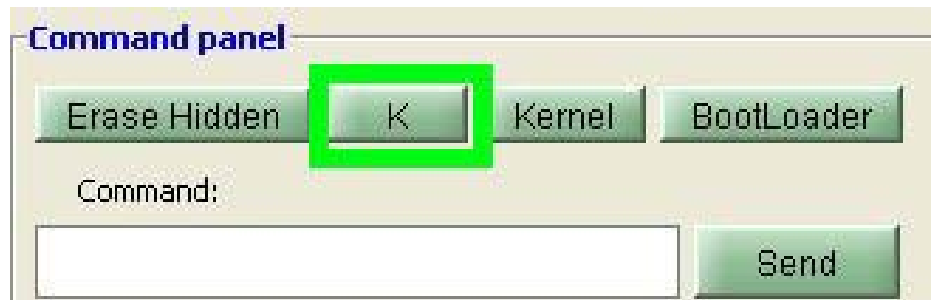 Command panel
Erase Hidden K Kernel BootLoader
Command:
Send